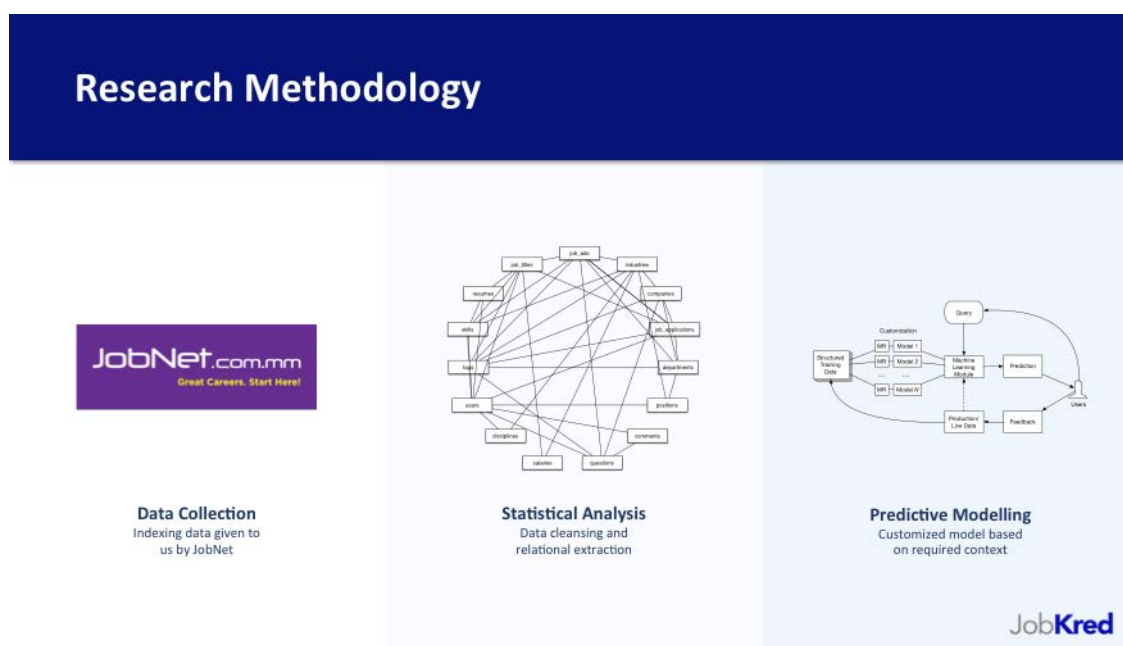 Research Methodology
JobNet.com.mm
Great Careers. Start Here!
Data Collection
Indexing data given to
us by JobNet
job_ads
job_titles
industries
resumes
companies
skills
job_applications
tags
departments
users
positions
disciplines
comments
salaries
questions
Statistical Analysis
Data cleansing and
relational extraction
Query
Customization
Structured
Training
Data
MR
Model 1
MR
Model 2
...
...
MR
Model N
Machine
Learning
Module
Prediction
Users
Production/
Live Data
Feedback
Predictive Modelling
Customized model based
on required context
JobKred